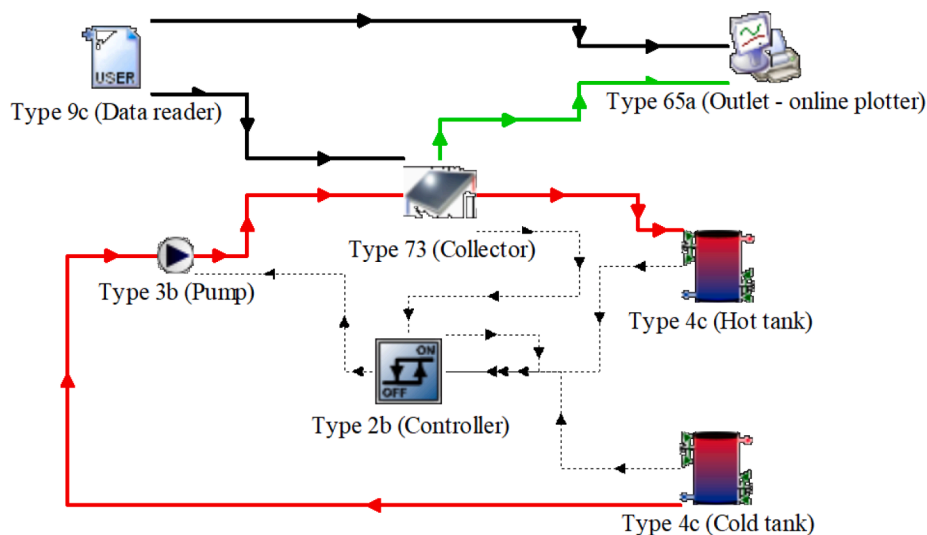 USER
Type 9c (Data reader)
Type 65a (Outlet - online plotter)
Type 73 (Collector)
Type 3b (Pump)
Type 4c (Hot tank)
ON
OFF
Type 2b (Controller)
Type 4c (Cold tank)